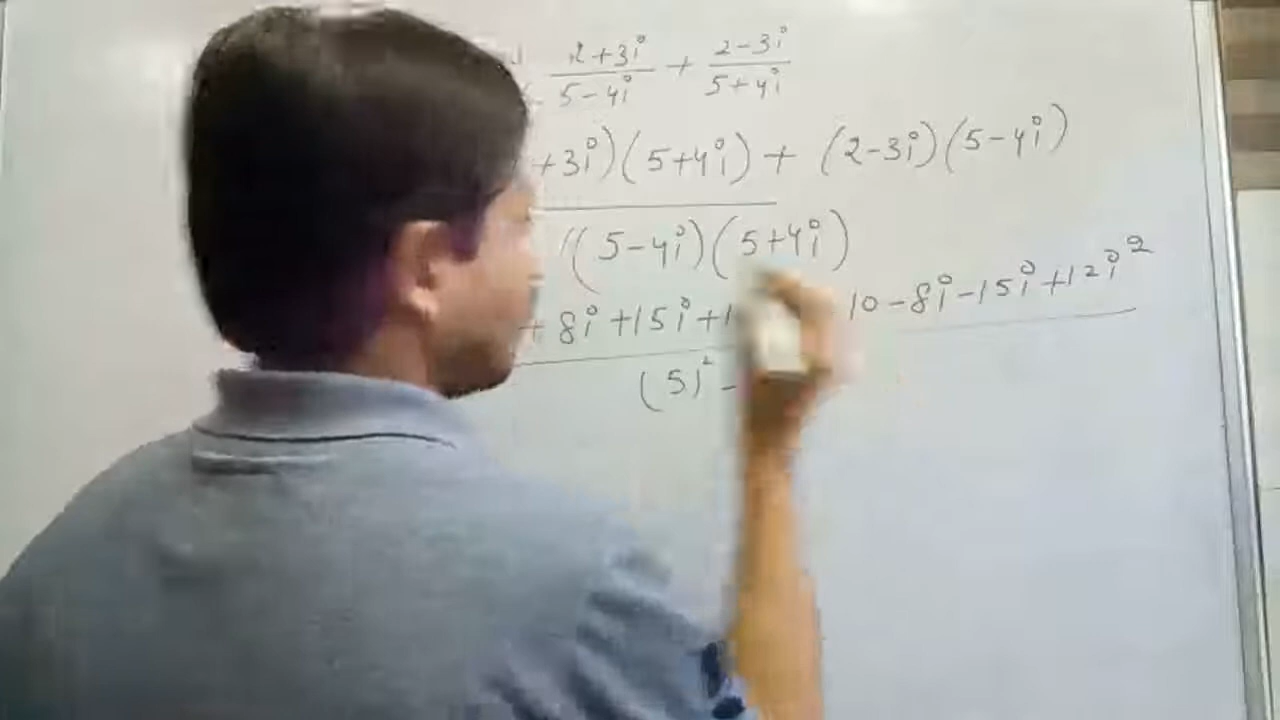 2+3i/5-4i + 2-3i/5+4i
+3i)(5+4i) + (2-3i)(5-4i)
(5-4i)(5+4i)
+ 8i +15i + 10 -8i -15i +12i²
(5)² -